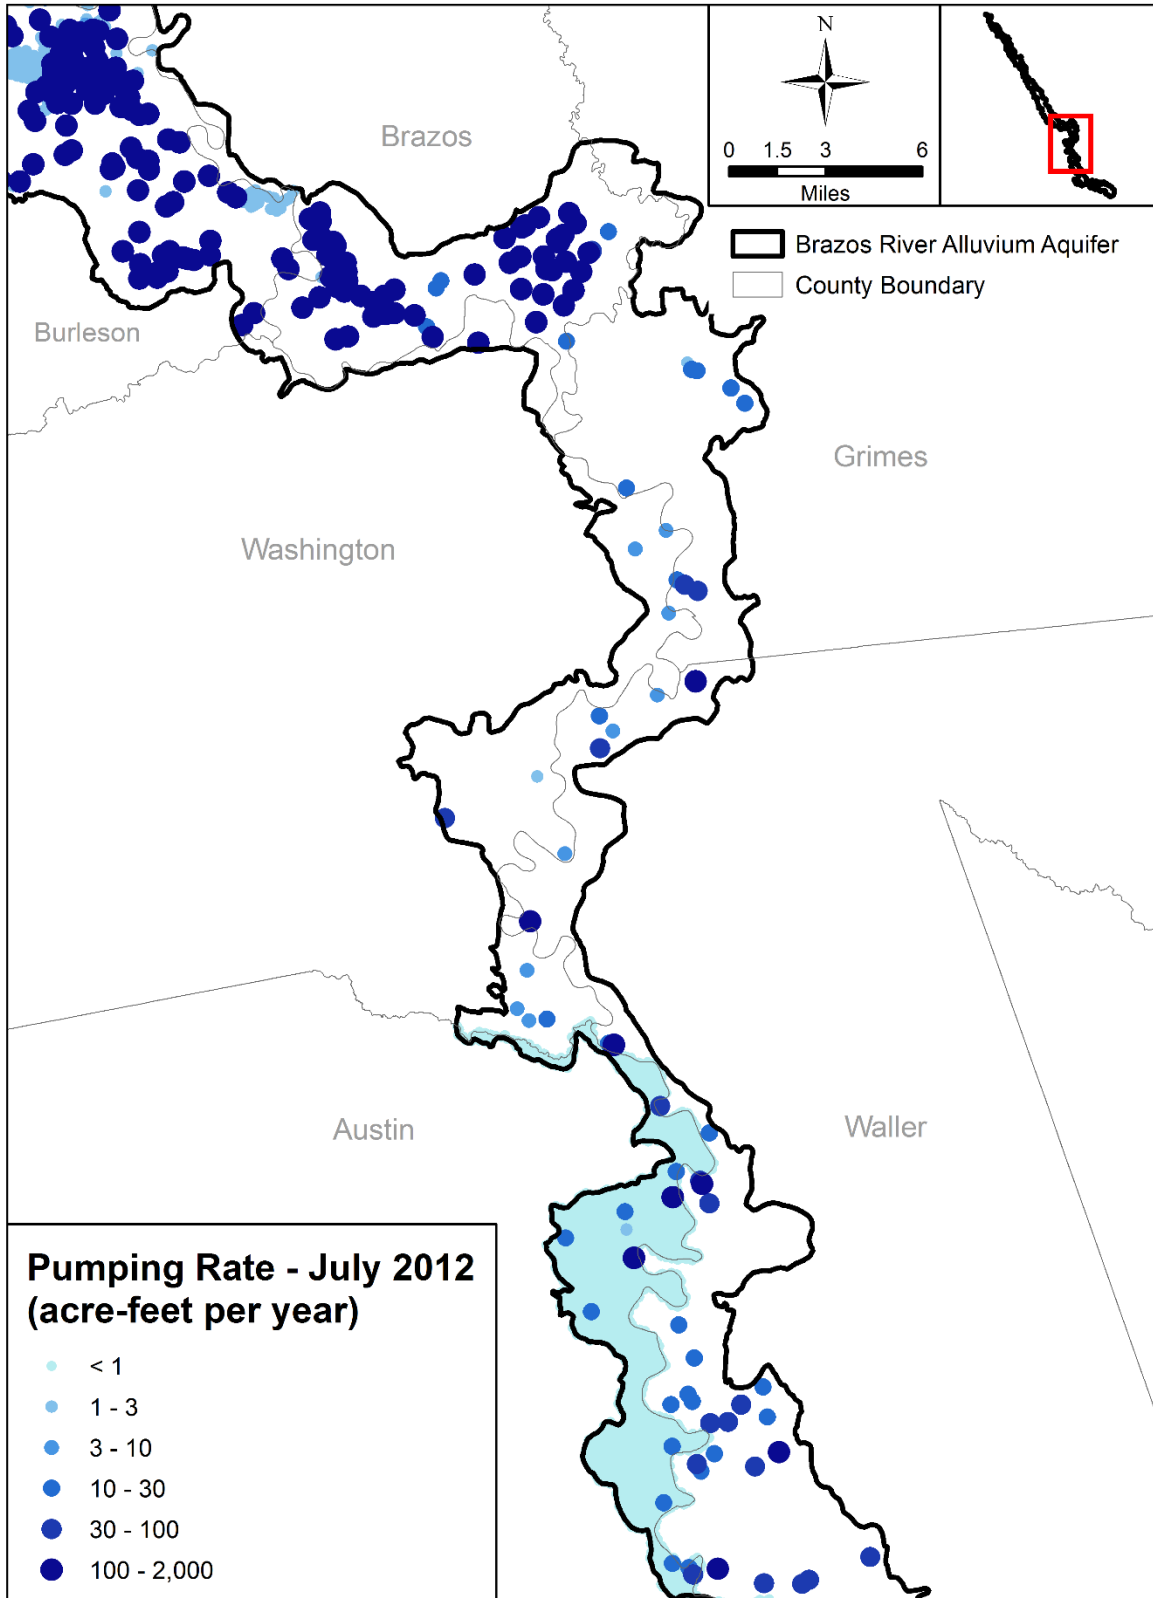 N
0 1.5 3 6
Miles
Brazos River Alluvium Aquifer
County Boundary
Brazos
Burleson
Grimes
Washington
Austin
Waller
Pumping Rate - July 2012
(acre-feet per year)
< 1
1 - 3
3 - 10
10 - 30
30 - 100
100 - 2,000